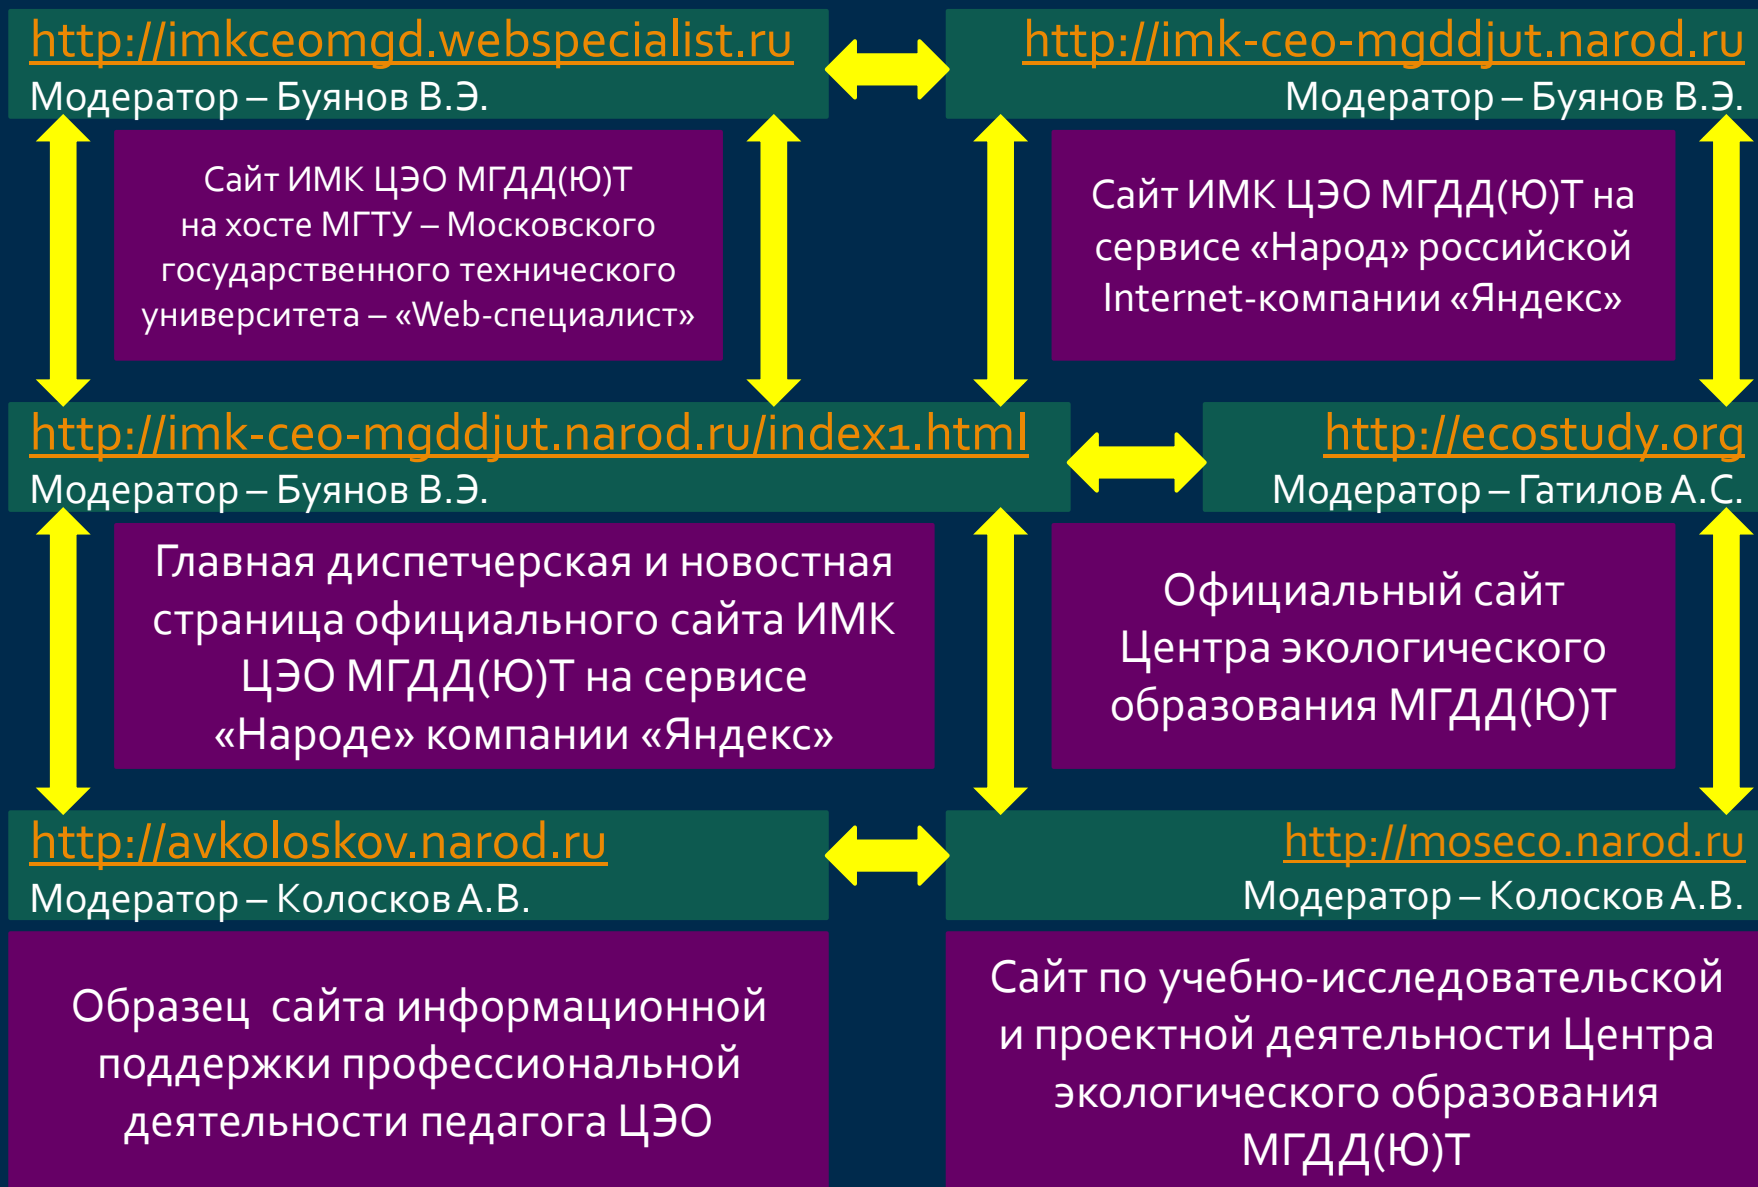 http://imkceomgd.webspecialist.ru
Модератор – Буянов В.Э.
http://imk-ceo-mgddjut.narod.ru
Модератор – Буянов В.Э.
Сайт ИМК ЦЭО МГДД(Ю)Т
на хосте МГТУ – Московского
государственного технического
университета – «Web-специалист»
Сайт ИМК ЦЭО МГДД(Ю)Т на
сервисе «Народ» российской
Internet-компании «Яндекс»
http://imk-ceo-mgddjut.narod.ru/index1.html
Модератор – Буянов В.Э.
http://ecostudy.org
Модератор – Гатилов А.С.
Главная диспетчерская и новостная
страница официального сайта ИМК
ЦЭО МГДД(Ю)Т на сервисе
«Народе» компании «Яндекс»
Официальный сайт
Центра экологического
образования МГДД(Ю)Т
http://avkoloskov.narod.ru
Модератор – Колосков А.В.
http://moseco.narod.ru
Модератор – Колосков А.В.
Образец сайта информационной
поддержки профессиональной
деятельности педагога ЦЭО
Сайт по учебно-исследовательской
и проектной деятельности Центра
экологического образования
МГДД(Ю)Т